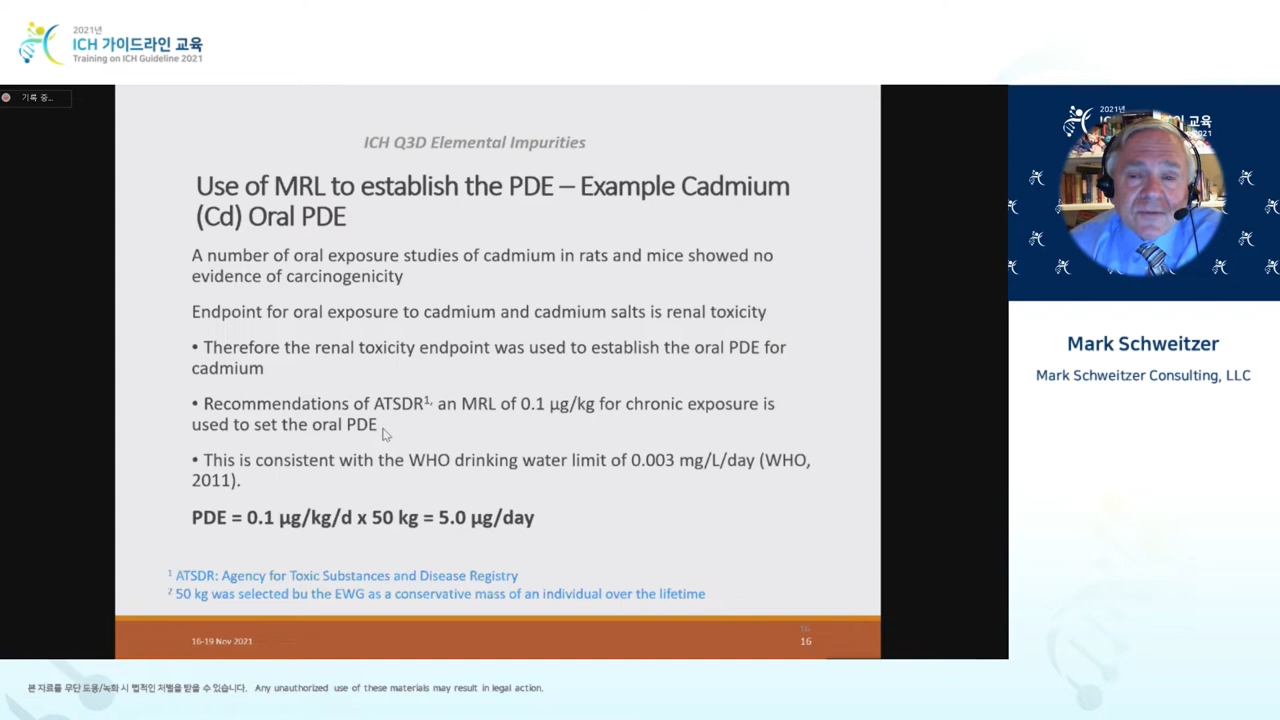 2021년
ICH 가이드라인 교육
Training on ICH Guideline 2021
기록 중...
ICH Q3D Elemental Impurities
Use of MRL to establish the PDE – Example Cadmium
(Cd) Oral PDE
A number of oral exposure studies of cadmium in rats and mice showed no
evidence of carcinogenicity
Endpoint for oral exposure to cadmium and cadmium salts is renal toxicity
• Therefore the renal toxicity endpoint was used to establish the oral PDE for
cadmium
• Recommendations of ATSDR1, an MRL of 0.1 µg/kg for chronic exposure is
used to set the oral PDE
• This is consistent with the WHO drinking water limit of 0.003 mg/L/day (WHO,
2011).
PDE = 0.1 µg/kg/d x 50 kg = 5.0 µg/day
1 ATSDR: Agency for Toxic Substances and Disease Registry
2 50 kg was selected bu the EWG as a conservative mass of an individual over the lifetime
16-19 Nov 2021
16
16
2021년
교육
2021
Mark Schweitzer
Mark Schweitzer Consulting, LLC
본 자료를 무단 도용/녹화 시 법적인 처벌을 받을 수 있습니다. Any unauthorized use of these materials may result in legal action.